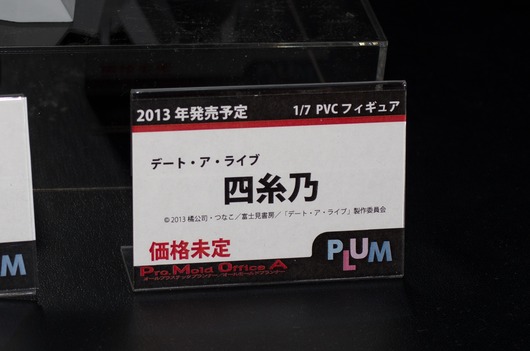 2013年発売予定 1/7 PVCフィギュア
デート・ア・ライブ
四糸乃
©2013 橘公司・つなこ／富士見書房／「デート・ア・ライブ」製作委員会
価格未定
PLUM
Pro.Mold Office A
M